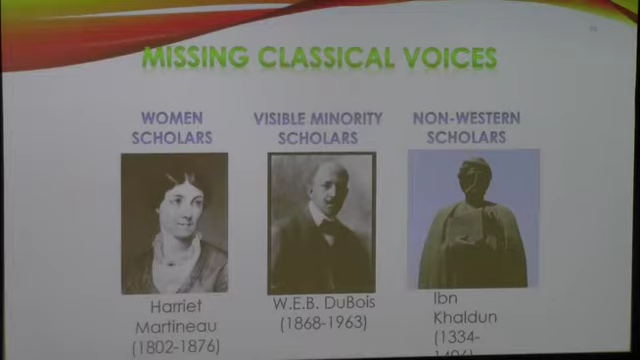 MISSING CLASSICAL VOICES
WOMEN
SCHOLARS
VISIBLE MINORITY
SCHOLARS
NON-WESTERN
SCHOLARS
Harriet
Martineau
(1802-1876)
W.E.B. DuBois
(1868-1963)
Ibn
Khaldun
(1334-